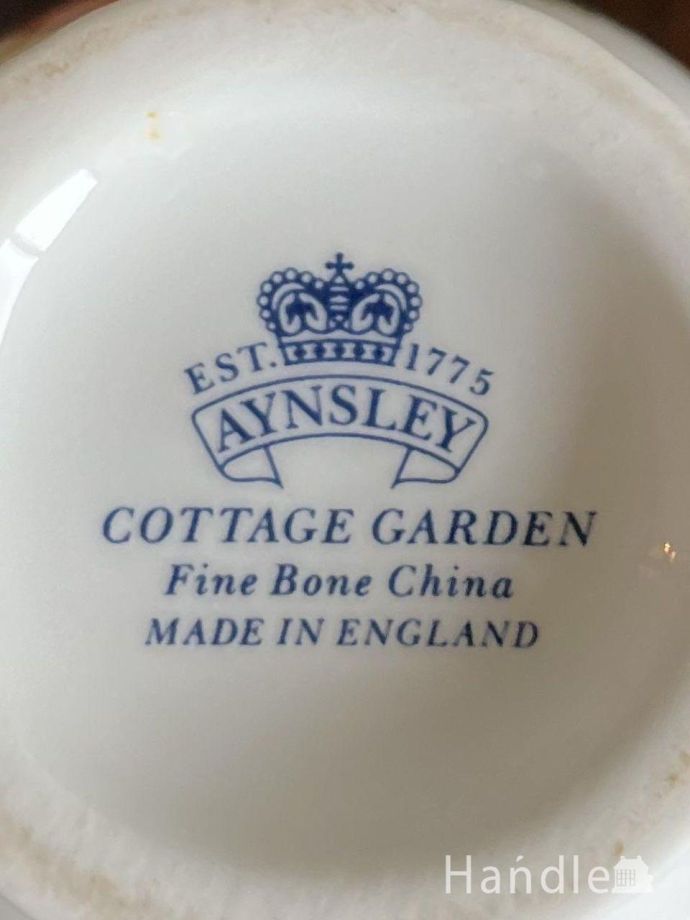 EST. 1775
AYNSLEY
COTTAGE GARDEN
Fine Bone China
MADE IN ENGLAND
Handle